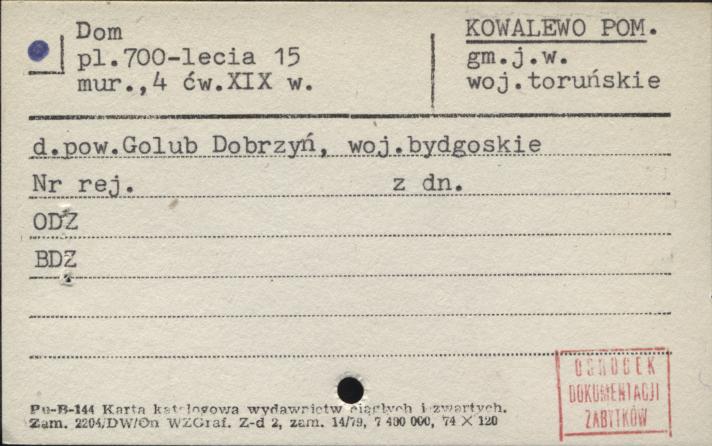 Dom
pl.700-lecia 15
mur.,4 ćw.XIX w.
KOWALEWO POM.
gm.j.w.
woj.toruńskie
d.pow.Golub Dobrzyń, woj.bydgoskie
Nr rej. z dn.
ODZ
BDZ
Pu-B-144 Karta katalogowa wydawnictw ciągłych i zwartych.
Zam. 2204/DW/On WZGraf. Z-d 2, zam. 14/79, 7 400 000, 74 × 120
OŚRODEK
DOKUMENTACJI
ZABYTKÓW